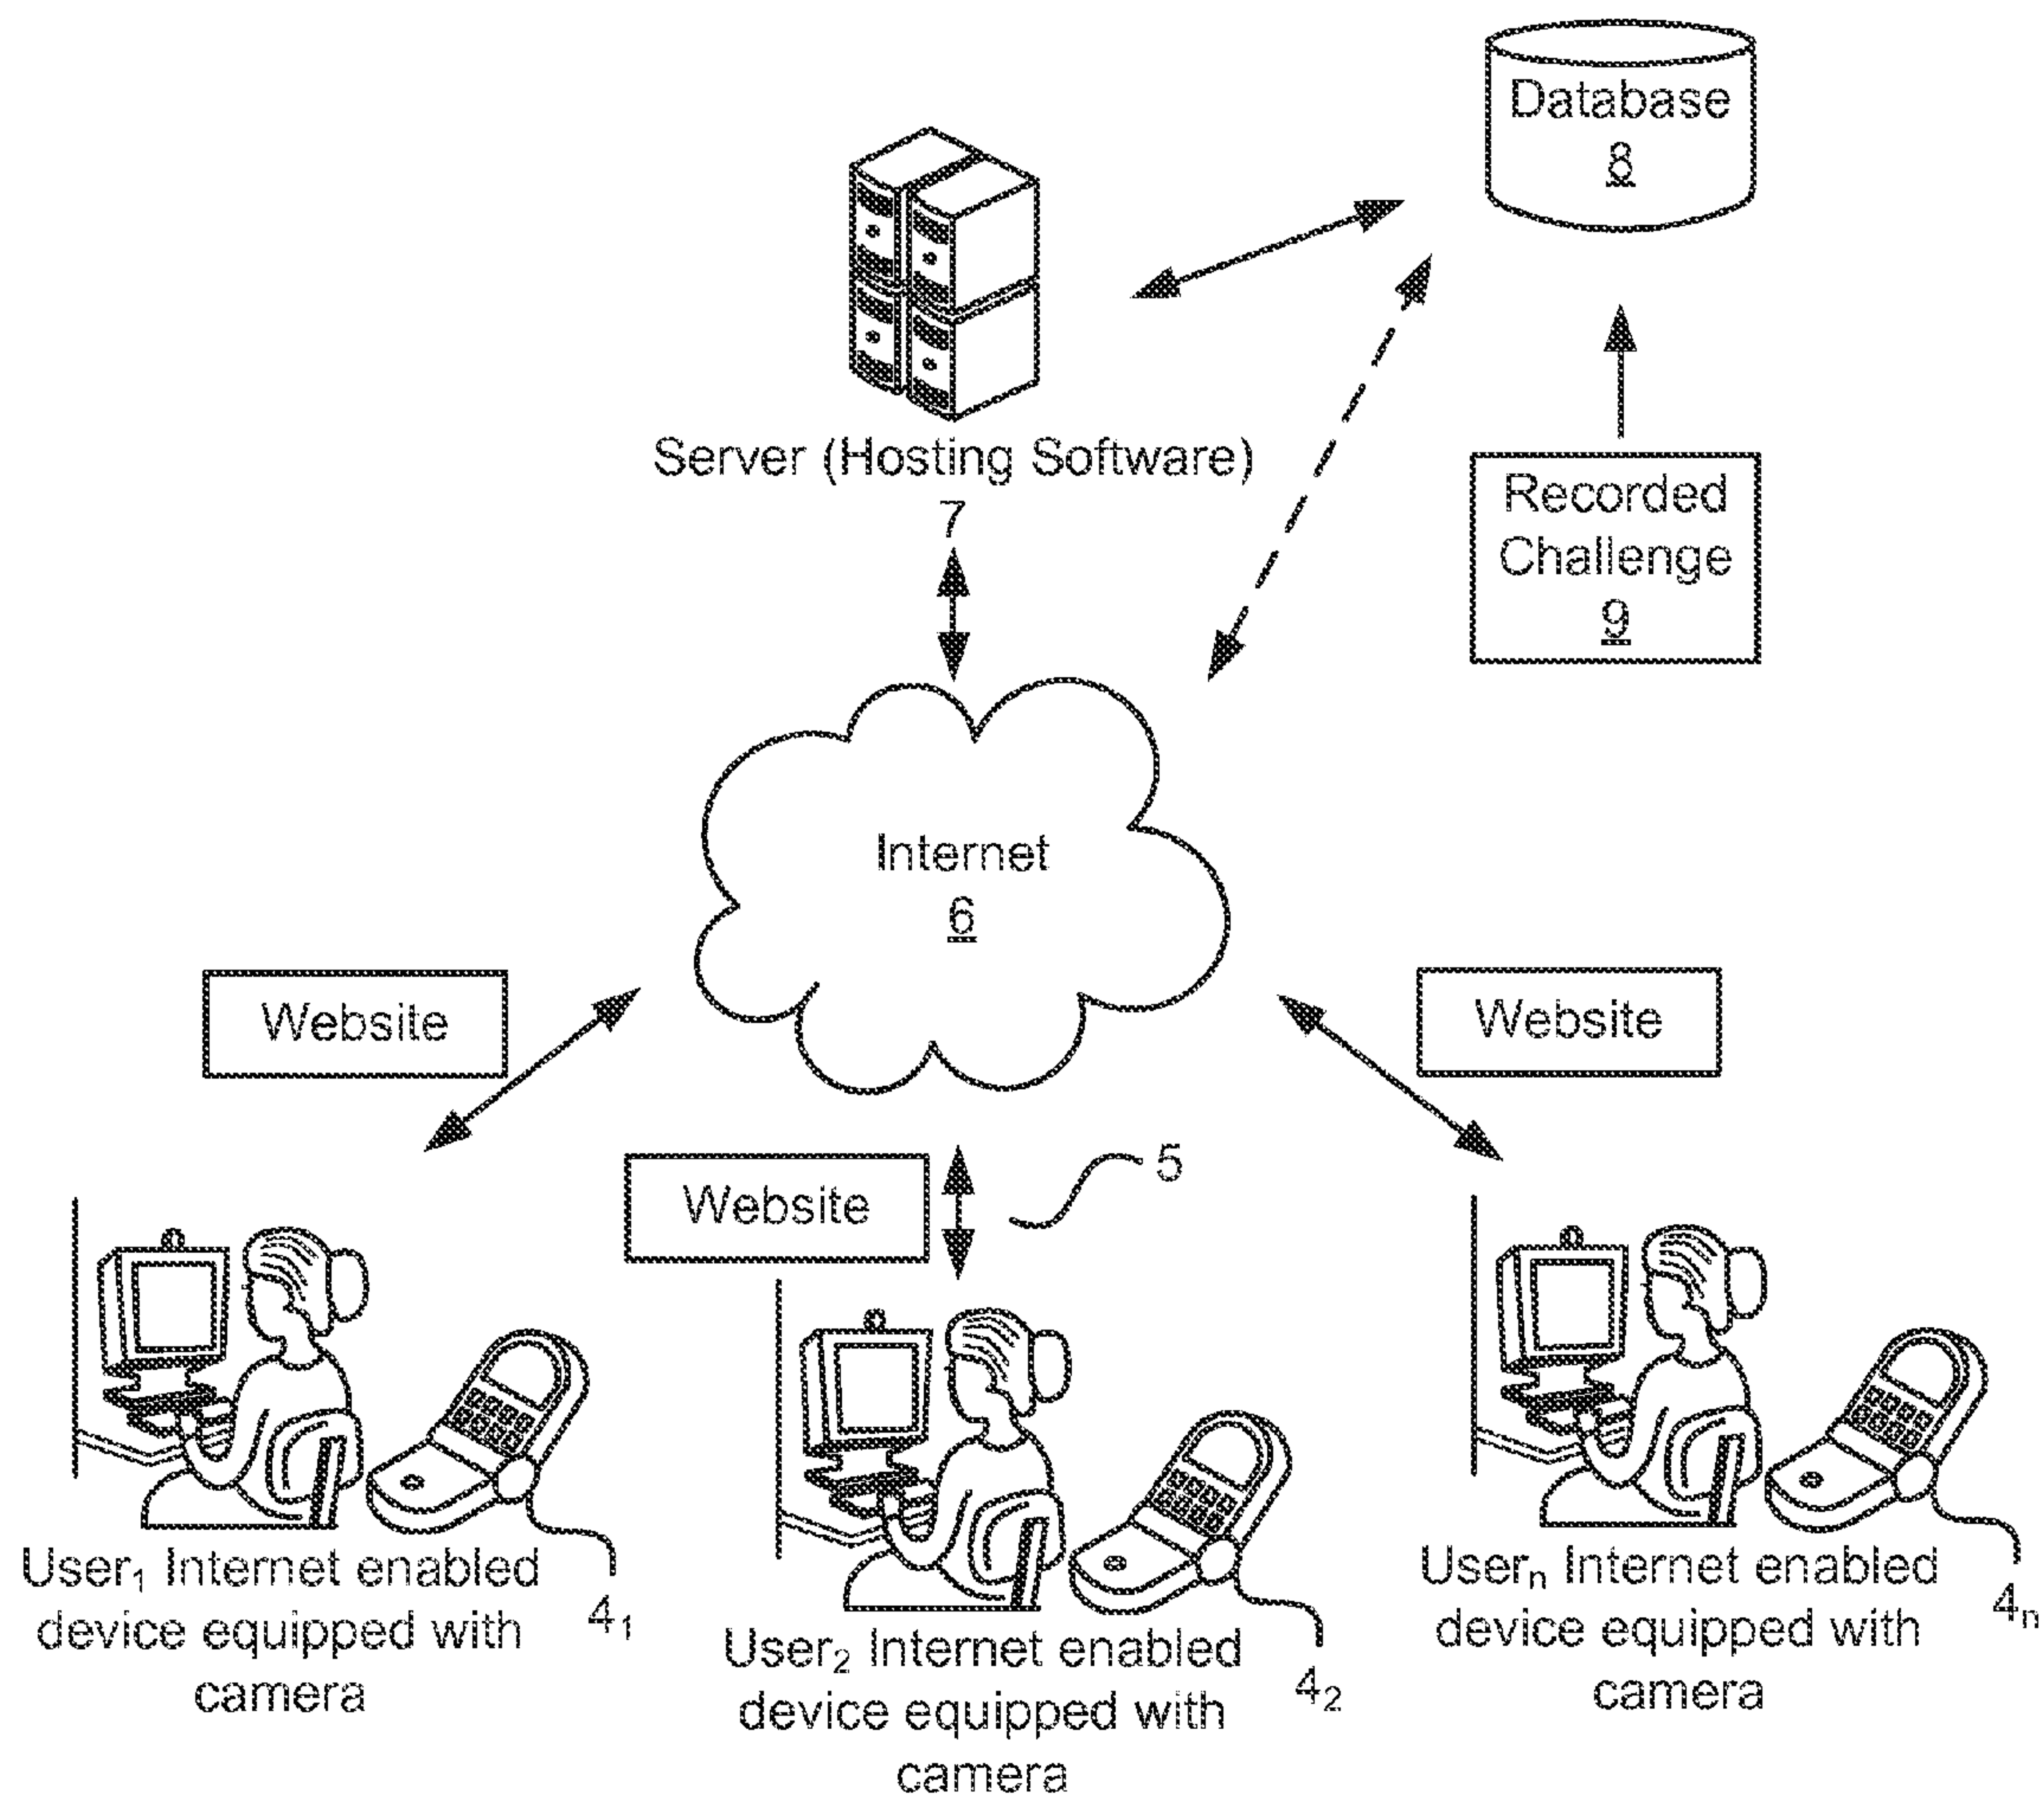 Database
8
Server (Hosting Software)
7
Recorded
Challenge
9
Internet
6
Website
Website
Website
5
User₁ Internet enabled
device equipped with
camera
4₁
User₂ Internet enabled
device equipped with
camera
4₂
Userₙ Internet enabled
device equipped with
camera
4ₙ